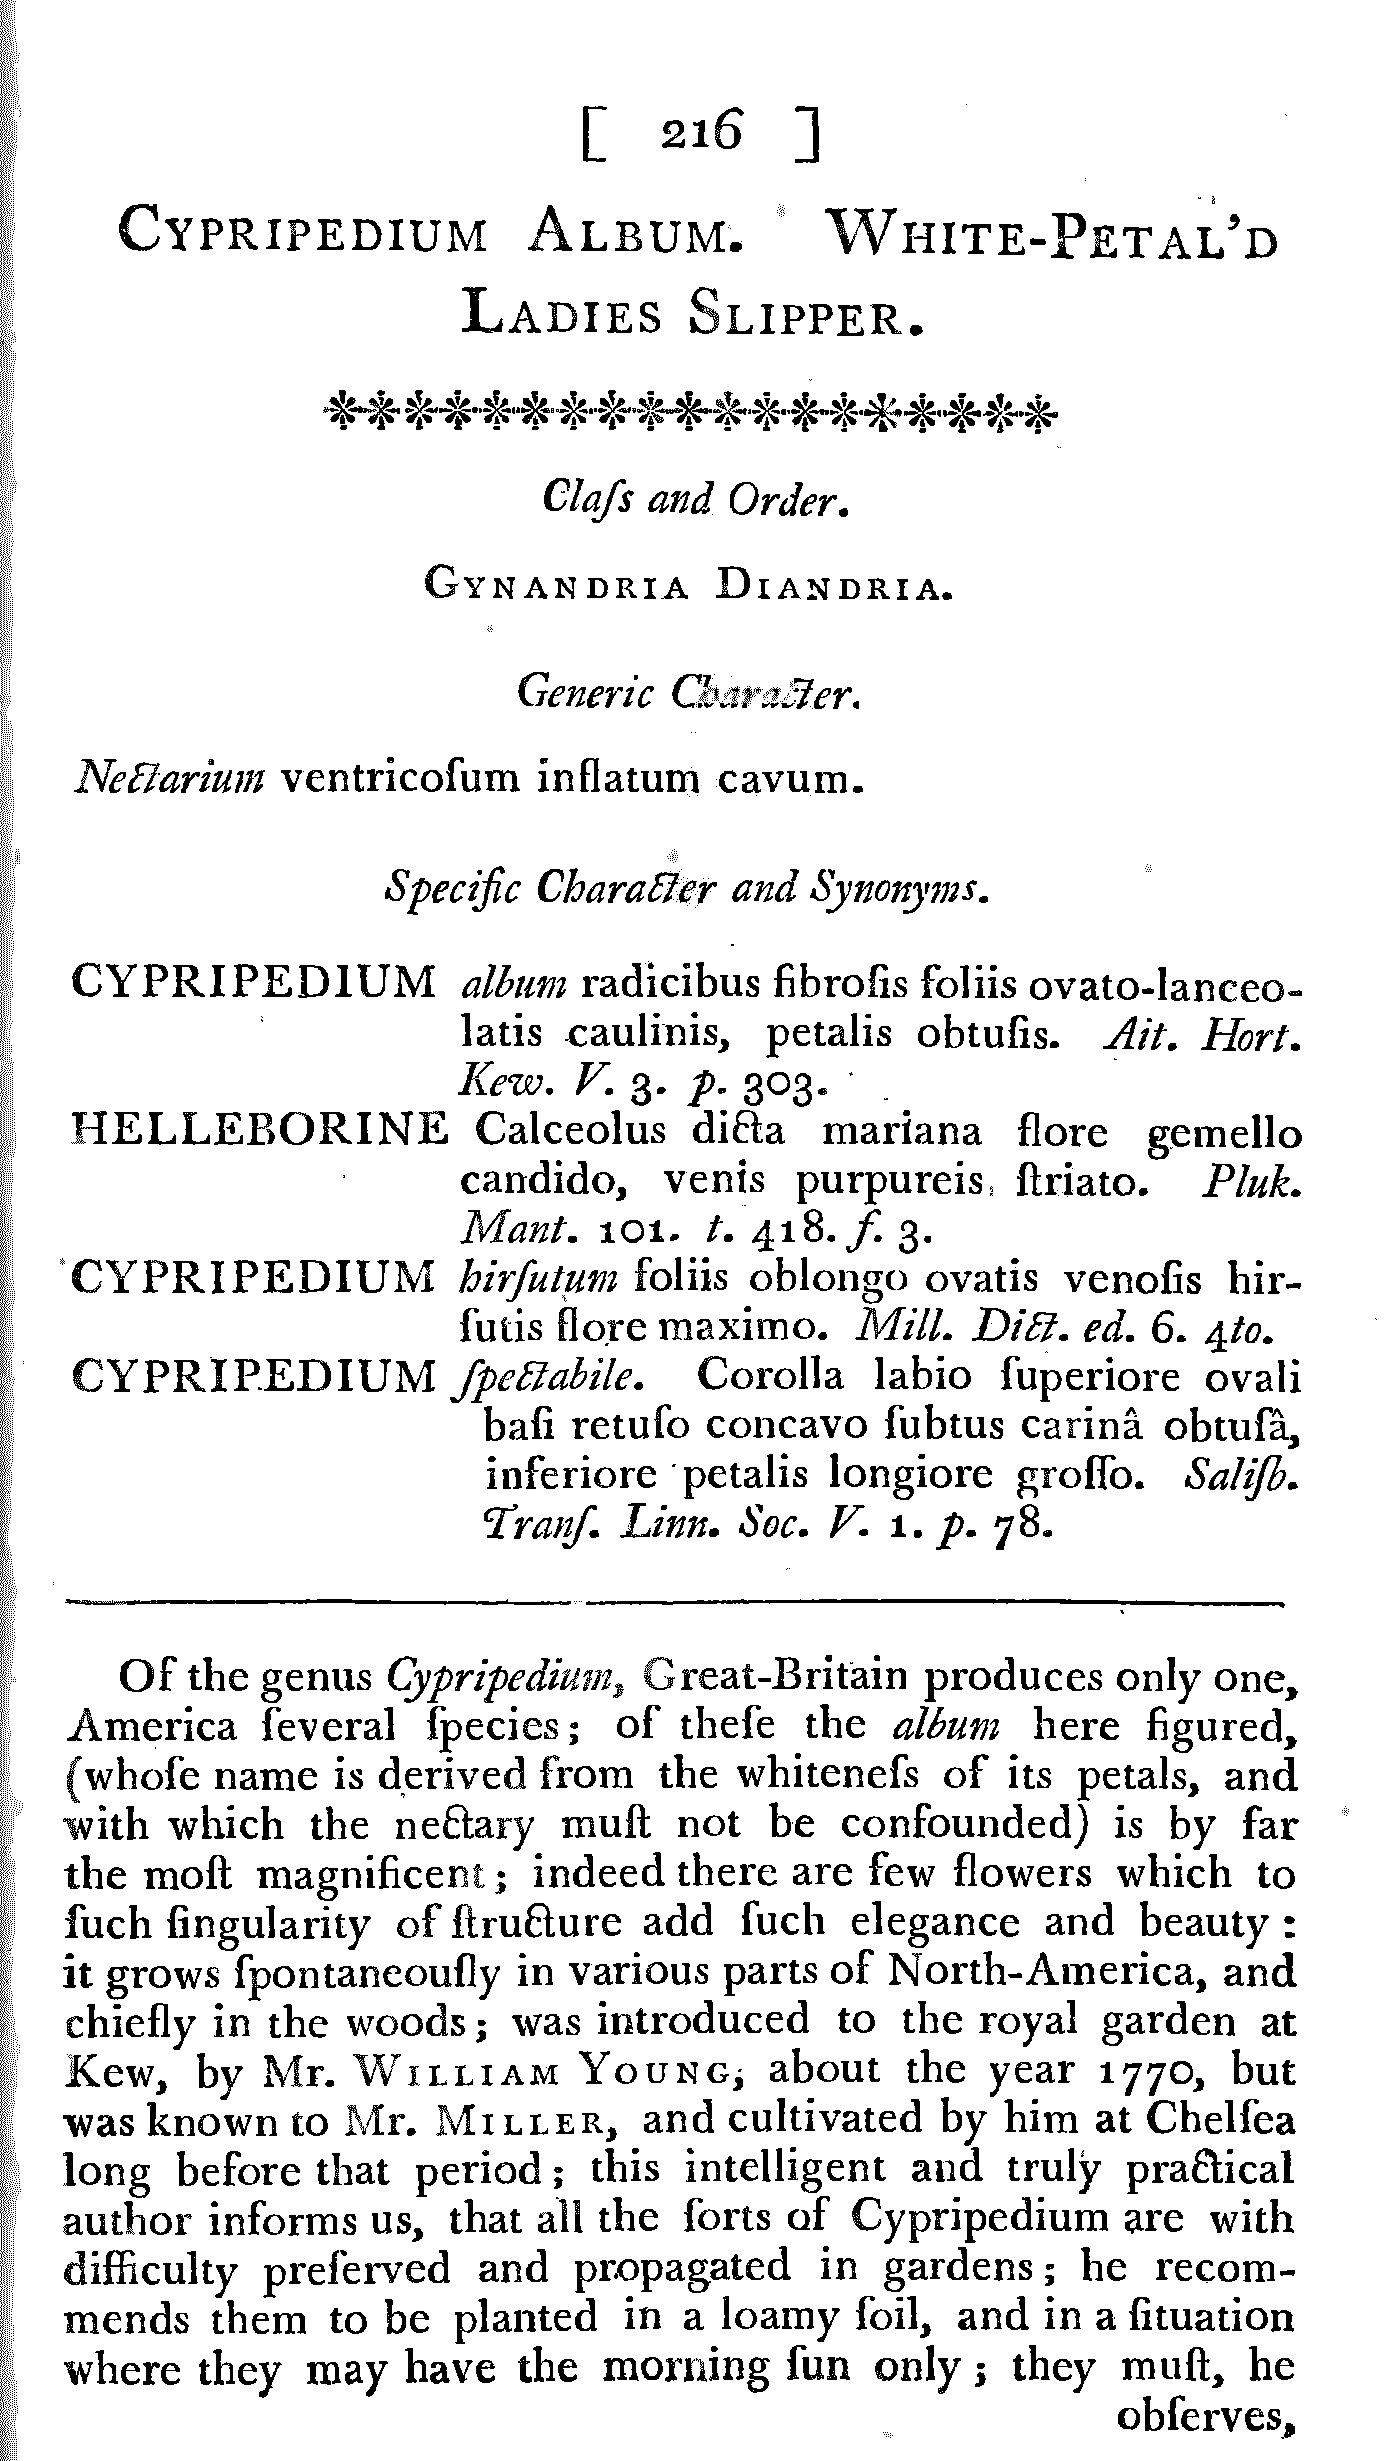 [ 216 ]
CYPRIPEDIUM ALBUM. WHITE-PETAL'D
LADIES SLIPPER.
Claſs and Order.
GYNANDRIA DIANDRIA.
Generic Character.
Nectarium ventricoſum inflatum cavum.
Specific Character and Synonyms.
CYPRIPEDIUM album radicibus fibroſis foliis ovato-lanceo-
latis caulinis, petalis obtuſis. Ait. Hort.
Kew. V. 3. p. 303.
HELLEBORINE Calceolus dicta mariana flore gemello
candido, venis purpureis ſtriato. Pluk.
Mant. 101. t. 418. f. 3.
CYPRIPEDIUM hirſutum foliis oblongo ovatis venoſis hir-
ſutis flore maximo. Mill. Dict. ed. 6. 4to.
CYPRIPEDIUM ſpectabile. Corolla labio ſuperiore ovali
baſi retuſo concavo ſubtus carinâ obtuſâ,
inferiore petalis longiore groſſo. Saliſb.
Tranſ. Linn. Soc. V. 1. p. 78.
Of the genus Cypripedium, Great-Britain produces only one,
America ſeveral ſpecies; of theſe the album here figured,
(whoſe name is derived from the whiteneſs of its petals, and
with which the nectary muſt not be confounded) is by far
the moſt magnificent; indeed there are few flowers which to
ſuch ſingularity of ſtructure add ſuch elegance and beauty:
it grows ſpontaneouſly in various parts of North-America, and
chiefly in the woods; was introduced to the royal garden at
Kew, by Mr. WILLIAM YOUNG, about the year 1770, but
was known to Mr. MILLER, and cultivated by him at Chelſea
long before that period; this intelligent and truly practical
author informs us, that all the ſorts of Cypripedium are with
difficulty preſerved and propagated in gardens; he recom-
mends them to be planted in a loamy ſoil, and in a ſituation
where they may have the morning ſun only; they muſt, he
obſerves,